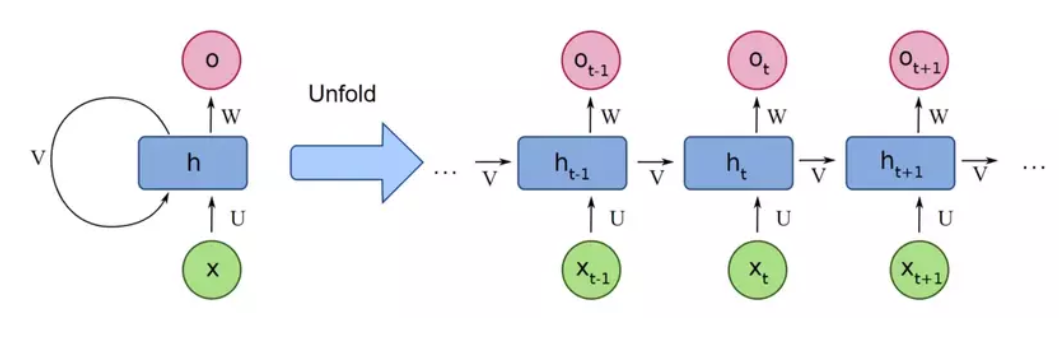 o
W
Unfold
V
h
U
x
o_{t-1} o_t o_{t+1}
W W W
... V h_{t-1} V h_t V h_{t+1} V ...
U U U
x_{t-1} x_t x_{t+1}